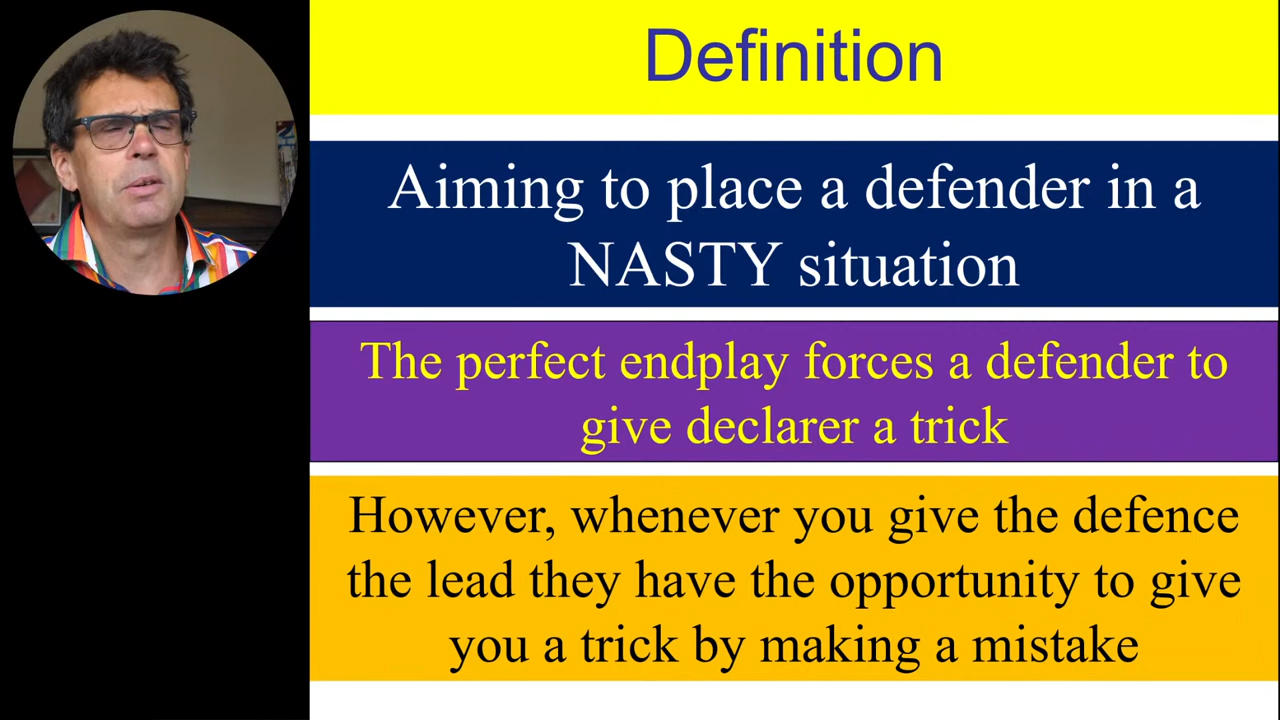 Definition
Aiming to place a defender in a
NASTY situation
The perfect endplay forces a defender to
give declarer a trick
However, whenever you give the defence
the lead they have the opportunity to give
you a trick by making a mistake